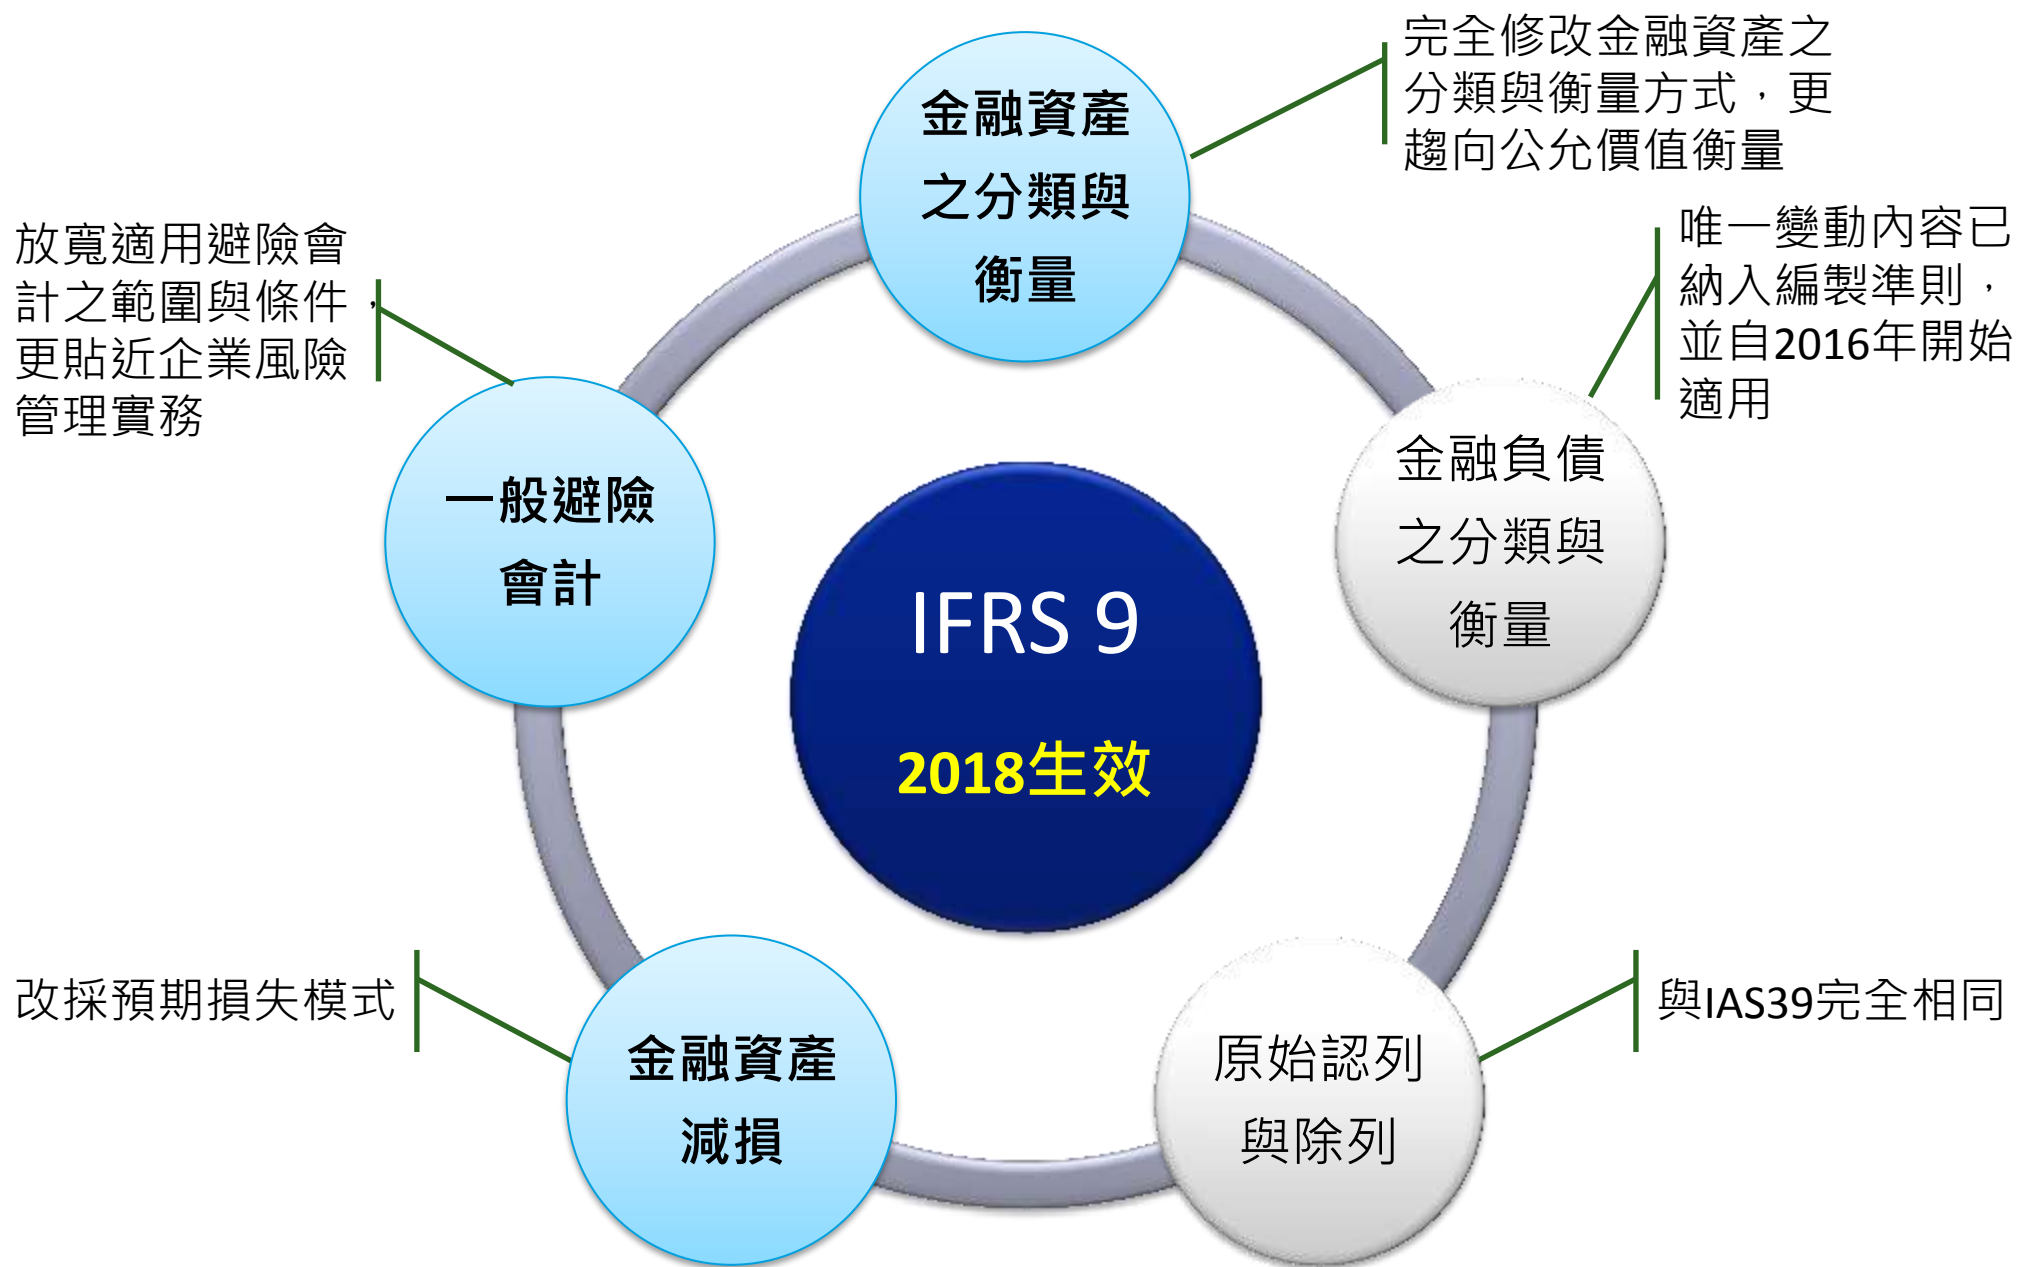 完全修改金融資產之
分類與衡量方式，更
趨向公允價值衡量
金融資產
之分類與
衡量
唯一變動內容已
納入編製準則，
並自2016年開始
適用
金融負債
之分類與
衡量
放寬適用避險會
計之範圍與條件，
更貼近企業風險
管理實務
一般避險
會計
IFRS 9
2018生效
改採預期損失模式
金融資產
減損
與IAS39完全相同
原始認列
與除列